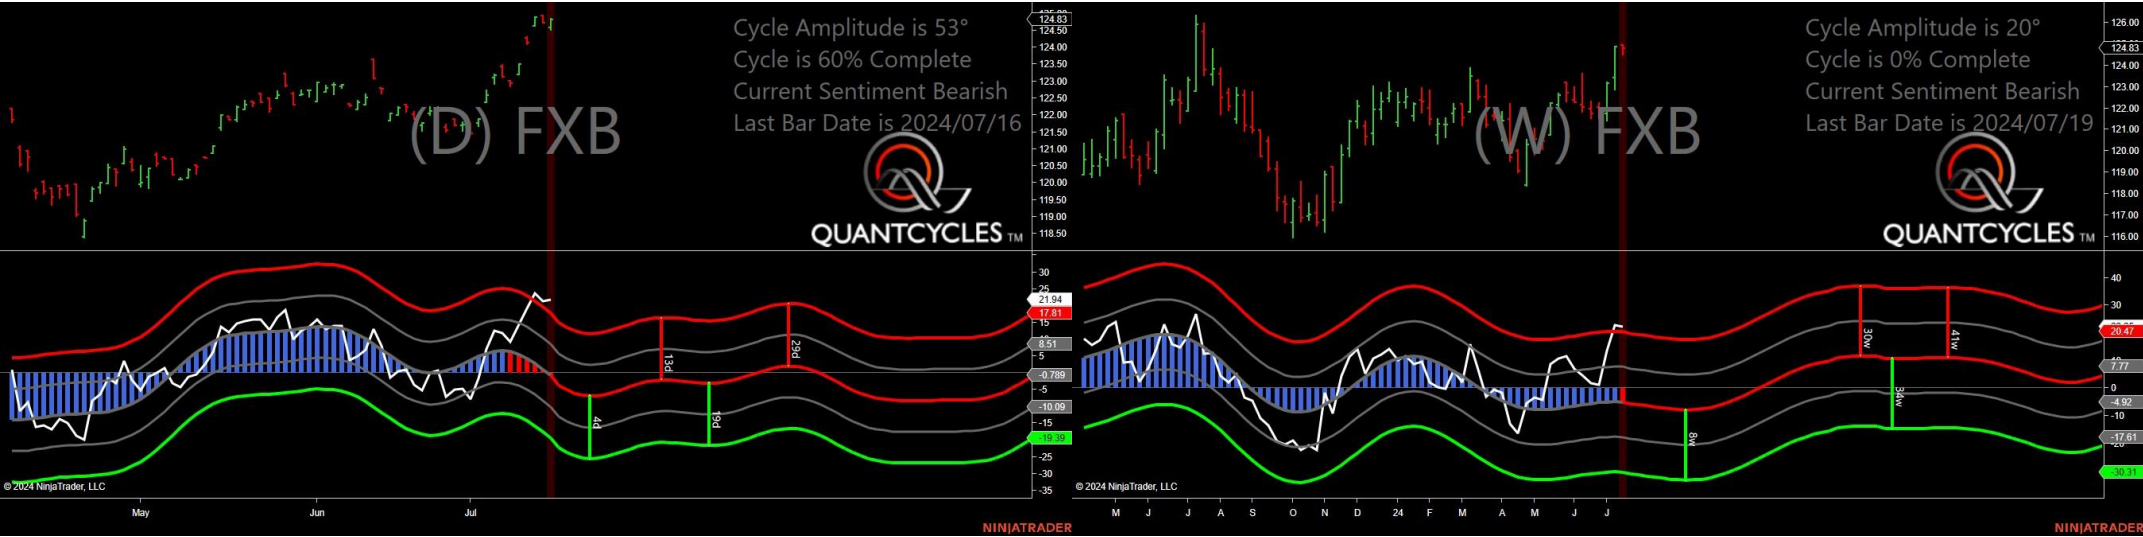 Cycle Amplitude is 53°
Cycle is 60% Complete
Current Sentiment Bearish
Last Bar Date is 2024/07/16
(D) FXB
QUANTCYCLES TM
124.83
124.50
124.00
123.50
123.00
122.50
122.00
121.50
121.00
120.50
120.00
119.50
119.00
118.50
30
25
21.94
17.81
15
8.51
5
-0.789
-5
-10.09
-15
-19.39
-25
-30
-35
13d
29d
4d
19d
© 2024 NinjaTrader, LLC
May
Jun
Jul
NINJATRADER
Cycle Amplitude is 20°
Cycle is 0% Complete
Current Sentiment Bearish
Last Bar Date is 2024/07/19
(W) FXB
QUANTCYCLES TM
126.00
124.83
124.00
123.00
122.00
121.00
120.00
119.00
118.00
117.00
116.00
40
30
20.47
7.77
0
-4.92
-10
-17.61
-30.31
30w
41w
34w
8w
© 2024 NinjaTrader, LLC
M J J A S O N D 24 F M A M J J
NINJATRADER